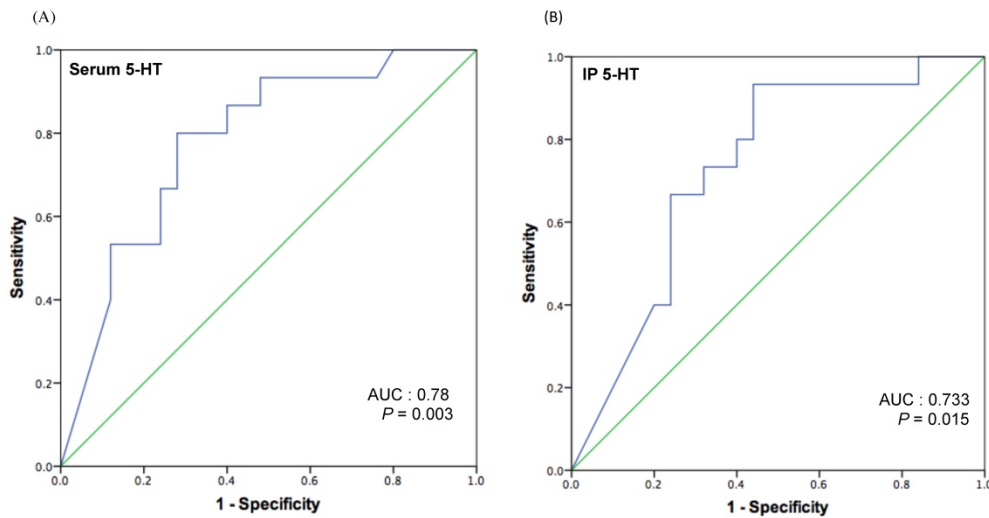 (A)
Serum 5-HT
1.0
0.8
0.6
0.4
0.2
0.0
Sensitivity
AUC : 0.78
P = 0.003
0.0 0.2 0.4 0.6 0.8 1.0
1 - Specificity
(B)
IP 5-HT
1.0
0.8
0.6
0.4
0.2
0.0
Sensitivity
AUC : 0.733
P = 0.015
0.0 0.2 0.4 0.6 0.8 1.0
1 - Specificity